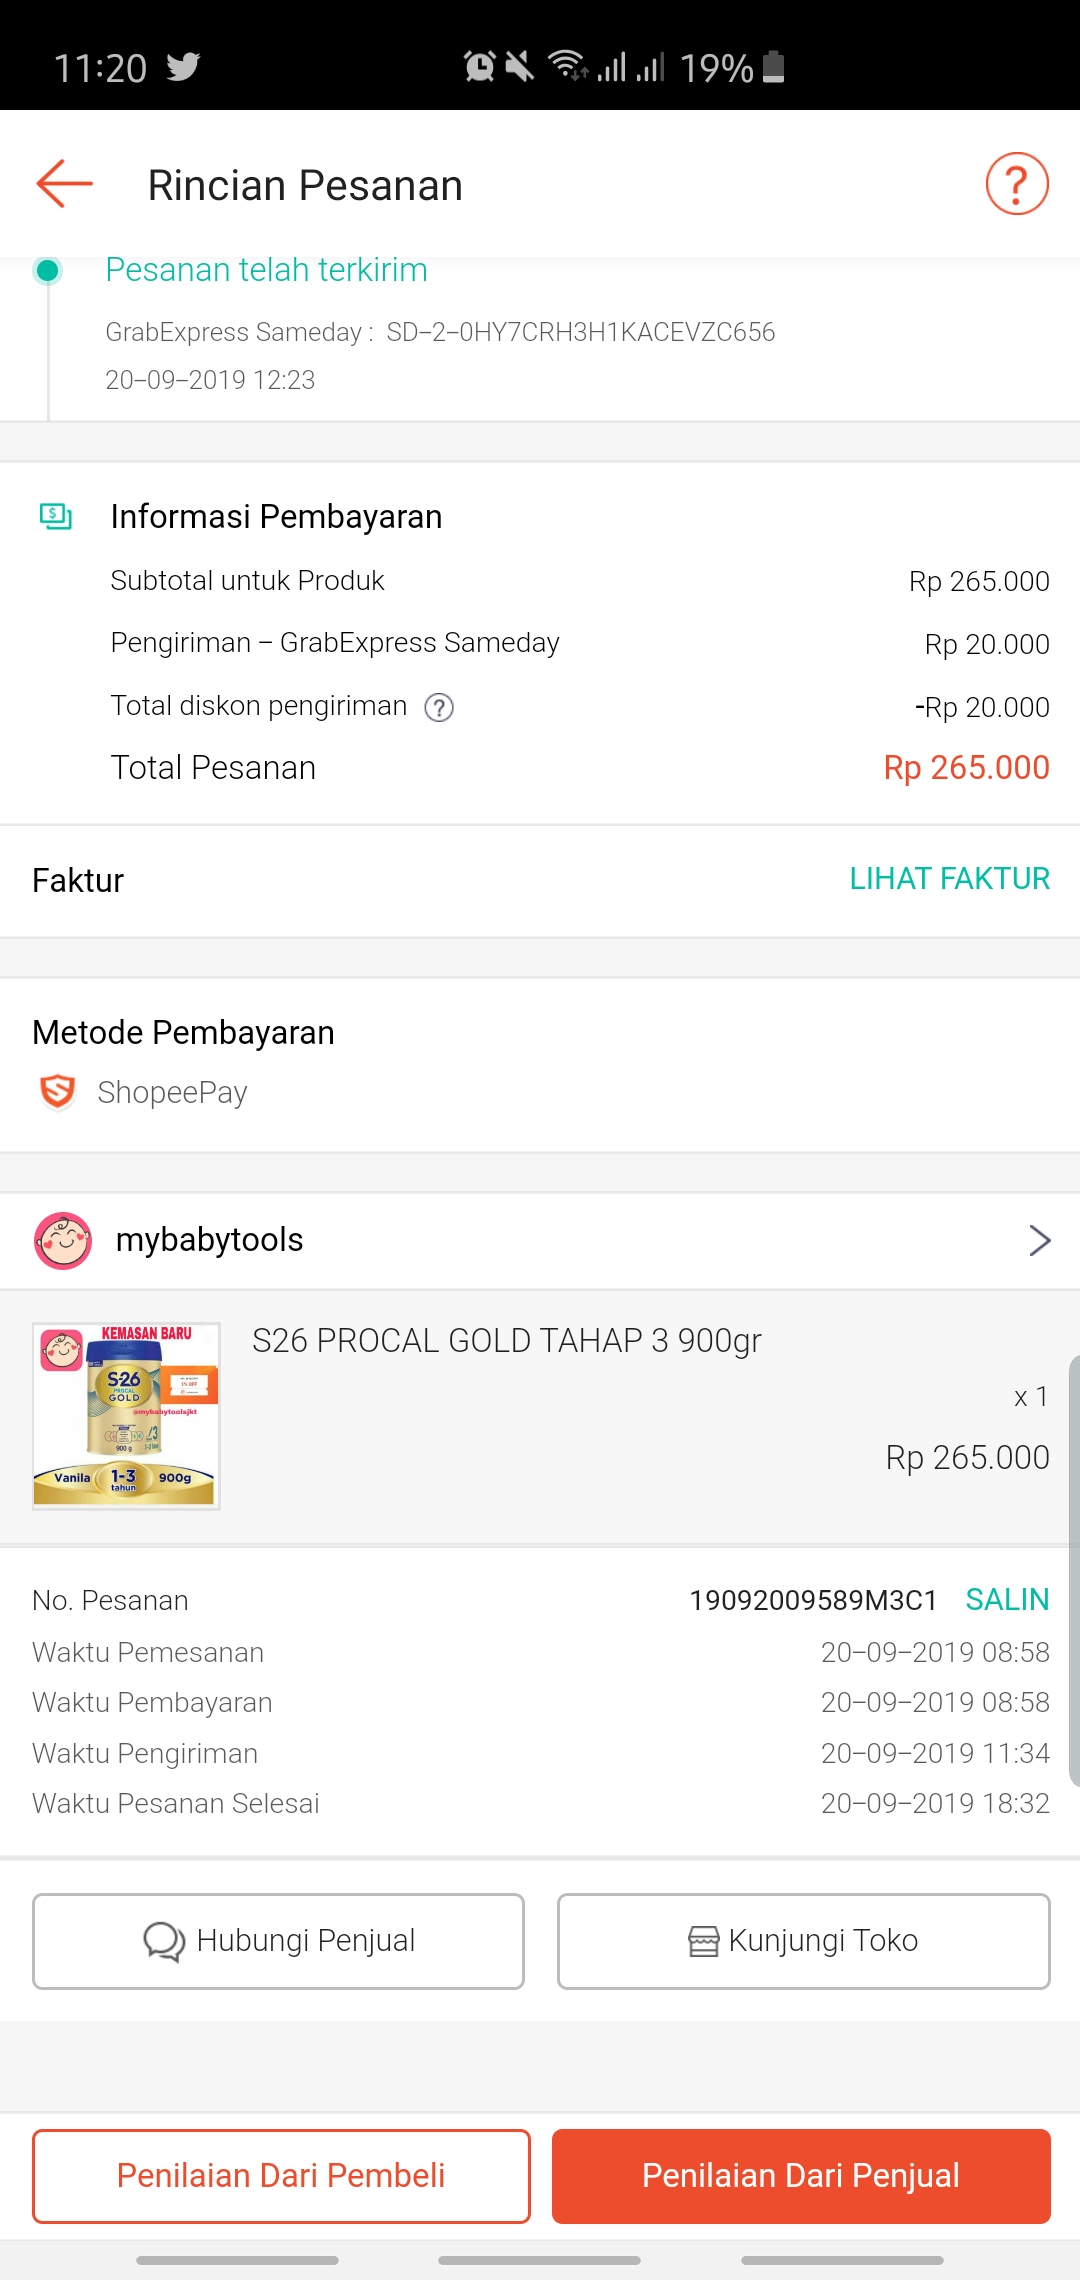 11:20 19%
Rincian Pesanan ?
Pesanan telah terkirim
GrabExpress Sameday : SD-2-0HY7CRH3H1KACEVZC656
20-09-2019 12:23
Informasi Pembayaran
Subtotal untuk Produk Rp 265.000
Pengiriman – GrabExpress Sameday Rp 20.000
Total diskon pengiriman ? -Rp 20.000
Total Pesanan Rp 265.000
Faktur LIHAT FAKTUR
Metode Pembayaran
ShopeePay
mybabytools
KEMASAN BARU
S-26
PROCAL
GOLD
@mybabytoolsjkt
900 g
Vanila 1-3 tahun 900g
S26 PROCAL GOLD TAHAP 3 900gr
x 1
Rp 265.000
No. Pesanan 19092009589M3C1 SALIN
Waktu Pemesanan 20-09-2019 08:58
Waktu Pembayaran 20-09-2019 08:58
Waktu Pengiriman 20-09-2019 11:34
Waktu Pesanan Selesai 20-09-2019 18:32
Hubungi Penjual Kunjungi Toko
Penilaian Dari Pembeli Penilaian Dari Penjual